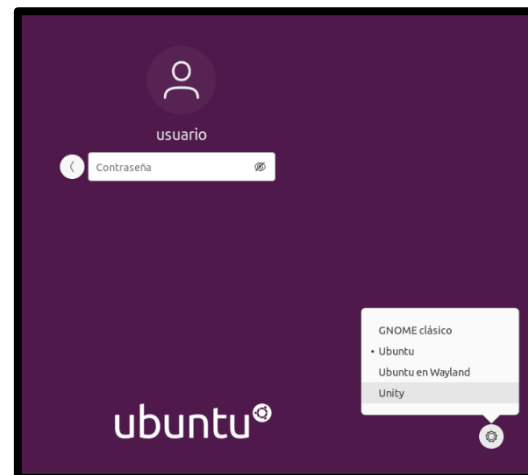 usuario
Contraseña
GNOME clásico
• Ubuntu
Ubuntu en Wayland
Unity
ubuntu